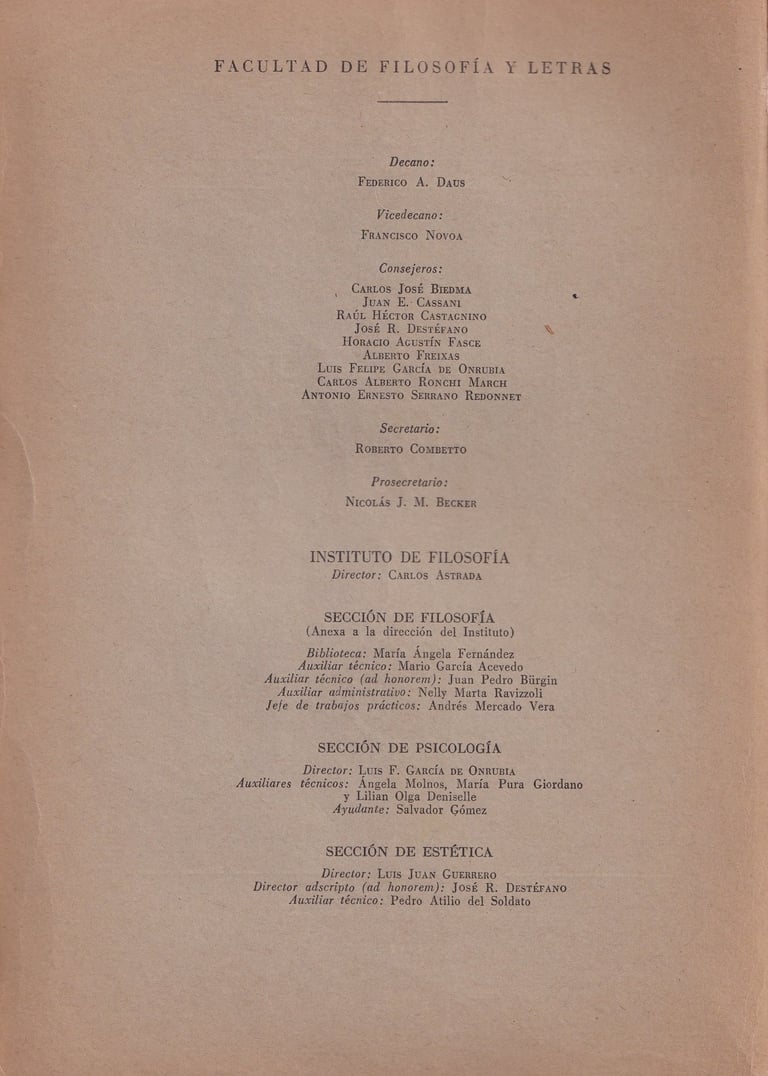 FACULTAD DE FILOSOFÍA Y LETRAS
Decano:
FEDERICO A. DAUS
Vicedecano:
FRANCISCO NOVOA
Consejeros:
CARLOS JOSÉ BIEDMA
JUAN E. CASSANI
RAÚL HÉCTOR CASTAGNINO
JOSÉ R. DESTÉFANO
HORACIO AGUSTÍN FASCE
ALBERTO FREIXAS
LUIS FELIPE GARCÍA DE ONRUBIA
CARLOS ALBERTO RONCHI MARCH
ANTONIO ERNESTO SERRANO REDONNET
Secretario:
ROBERTO COMBETTO
Prosecretario:
NICOLÁS J. M. BECKER
INSTITUTO DE FILOSOFÍA
Director: CARLOS ASTRADA
SECCIÓN DE FILOSOFÍA
(Anexa a la dirección del Instituto)
Biblioteca: María Ángela Fernández
Auxiliar técnico: Mario García Acevedo
Auxiliar técnico (ad honorem): Juan Pedro Bürgin
Auxiliar administrativo: Nelly Marta Ravizzoli
Jefe de trabajos prácticos: Andrés Mercado Vera
SECCIÓN DE PSICOLOGÍA
Director: LUIS F. GARCÍA DE ONRUBIA
Auxiliares técnicos: Ángela Molnos, María Pura Giordano
y Lilian Olga Deniselle
Ayudante: Salvador Gómez
SECCIÓN DE ESTÉTICA
Director: LUIS JUAN GUERRERO
Director adscripto (ad honorem): JOSÉ R. DESTÉFANO
Auxiliar técnico: Pedro Atilio del Soldato